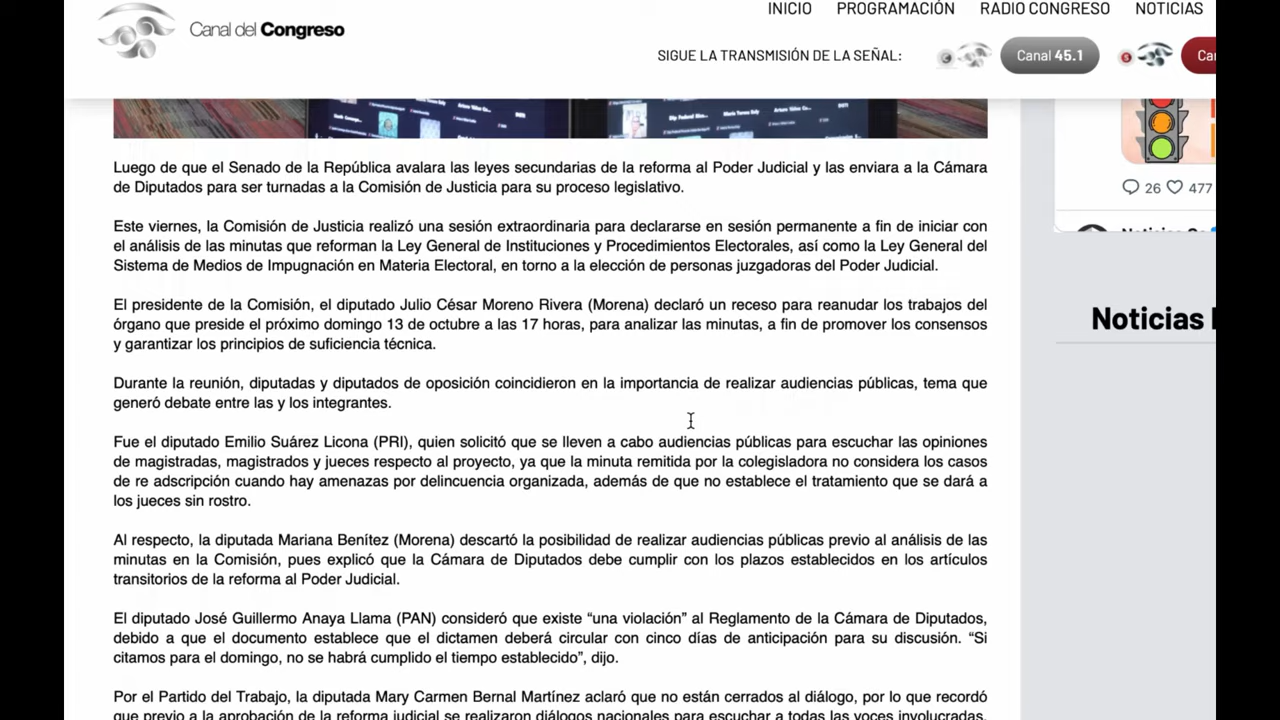 Canal del Congreso
INICIO PROGRAMACIÓN RADIO CONGRESO NOTICIAS
SIGUE LA TRANSMISIÓN DE LA SEÑAL: Canal 45.1
Luego de que el Senado de la República avalara las leyes secundarias de la reforma al Poder Judicial y las enviara a la Cámara
de Diputados para ser turnadas a la Comisión de Justicia para su proceso legislativo.
26 477
Este viernes, la Comisión de Justicia realizó una sesión extraordinaria para declararse en sesión permanente a fin de iniciar con
el análisis de las minutas que reforman la Ley General de Instituciones y Procedimientos Electorales, así como la Ley General del
Sistema de Medios de Impugnación en Materia Electoral, en torno a la elección de personas juzgadoras del Poder Judicial.
El presidente de la Comisión, el diputado Julio César Moreno Rivera (Morena) declaró un receso para reanudar los trabajos del
órgano que preside el próximo domingo 13 de octubre a las 17 horas, para analizar las minutas, a fin de promover los consensos
y garantizar los principios de suficiencia técnica.
Noticias
Durante la reunión, diputadas y diputados de oposición coincidieron en la importancia de realizar audiencias públicas, tema que
generó debate entre las y los integrantes.
Fue el diputado Emilio Suárez Licona (PRI), quien solicitó que se lleven a cabo audiencias públicas para escuchar las opiniones
de magistradas, magistrados y jueces respecto al proyecto, ya que la minuta remitida por la colegisladora no considera los casos
de re adscripción cuando hay amenazas por delincuencia organizada, además de que no establece el tratamiento que se dará a
los jueces sin rostro.
Al respecto, la diputada Mariana Benítez (Morena) descartó la posibilidad de realizar audiencias públicas previo al análisis de las
minutas en la Comisión, pues explicó que la Cámara de Diputados debe cumplir con los plazos establecidos en los artículos
transitorios de la reforma al Poder Judicial.
El diputado José Guillermo Anaya Llama (PAN) consideró que existe “una violación” al Reglamento de la Cámara de Diputados,
debido a que el documento establece que el dictamen deberá circular con cinco días de anticipación para su discusión. “Si
citamos para el domingo, no se habrá cumplido el tiempo establecido”, dijo.
Por el Partido del Trabajo, la diputada Mary Carmen Bernal Martínez aclaró que no están cerrados al diálogo, por lo que recordó
que previo a la aprobación de la reforma judicial se realizaron diálogos nacionales para escuchar a todas las voces involucradas,